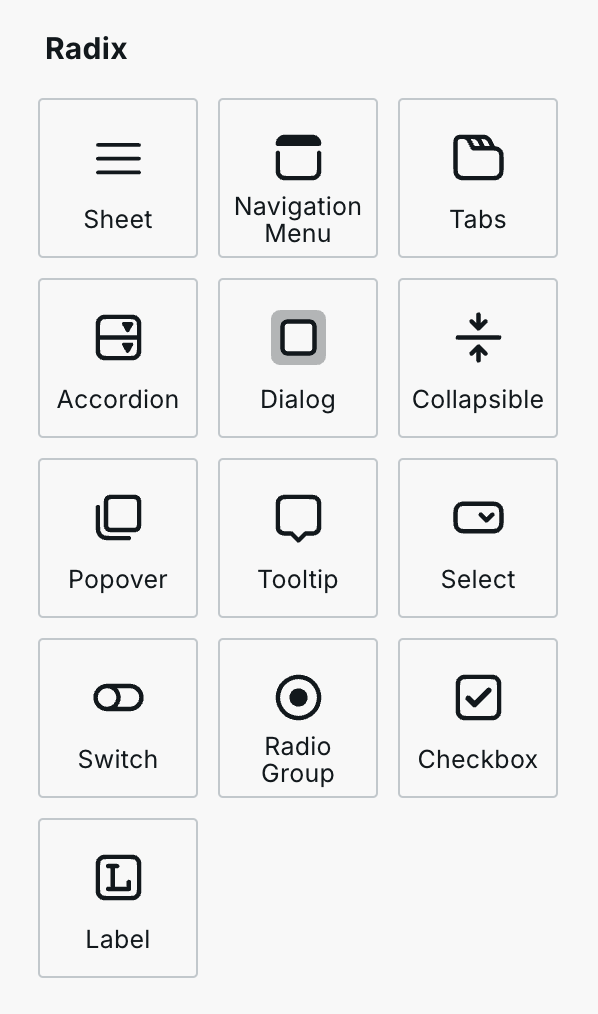 Radix
Sheet
Navigation
Menu
Tabs
Accordion
Dialog
Collapsible
Popover
Tooltip
Select
Switch
Radio
Group
Checkbox
Label